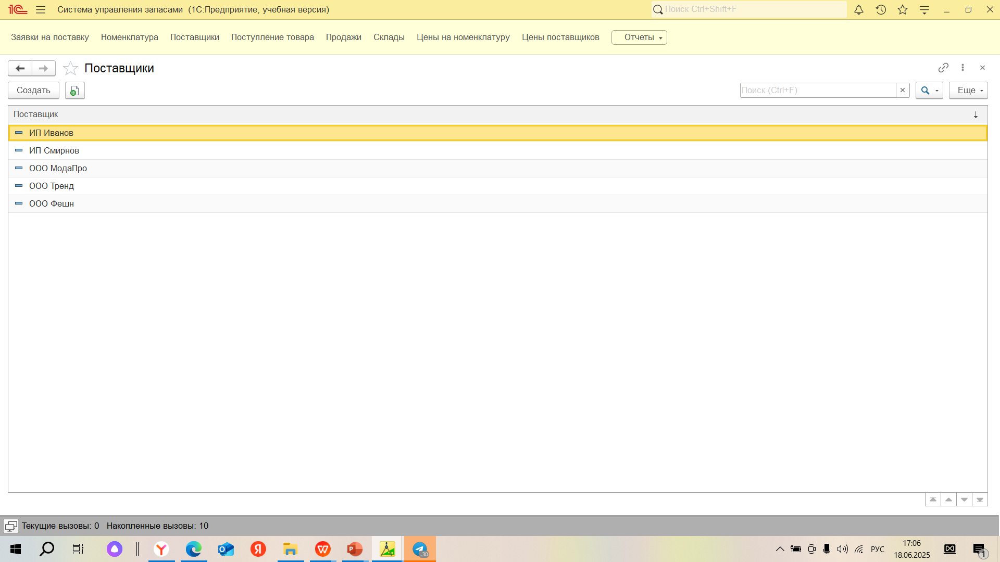 1С Система управления запасами (1С:Предприятие, учебная версия) Поиск Ctrl+Shift+F
Заявки на поставку Номенклатура Поставщики Поступление товара Продажи Склады Цены на номенклатуру Цены поставщиков Отчеты
Поставщики
Создать Поиск (Ctrl+F) Еще
Поставщик
ИП Иванов
ИП Смирнов
ООО МодаПро
ООО Тренд
ООО Фешн
Текущие вызовы: 0 Накопленные вызовы: 10
РУС 17:06
18.06.2025
..30
1